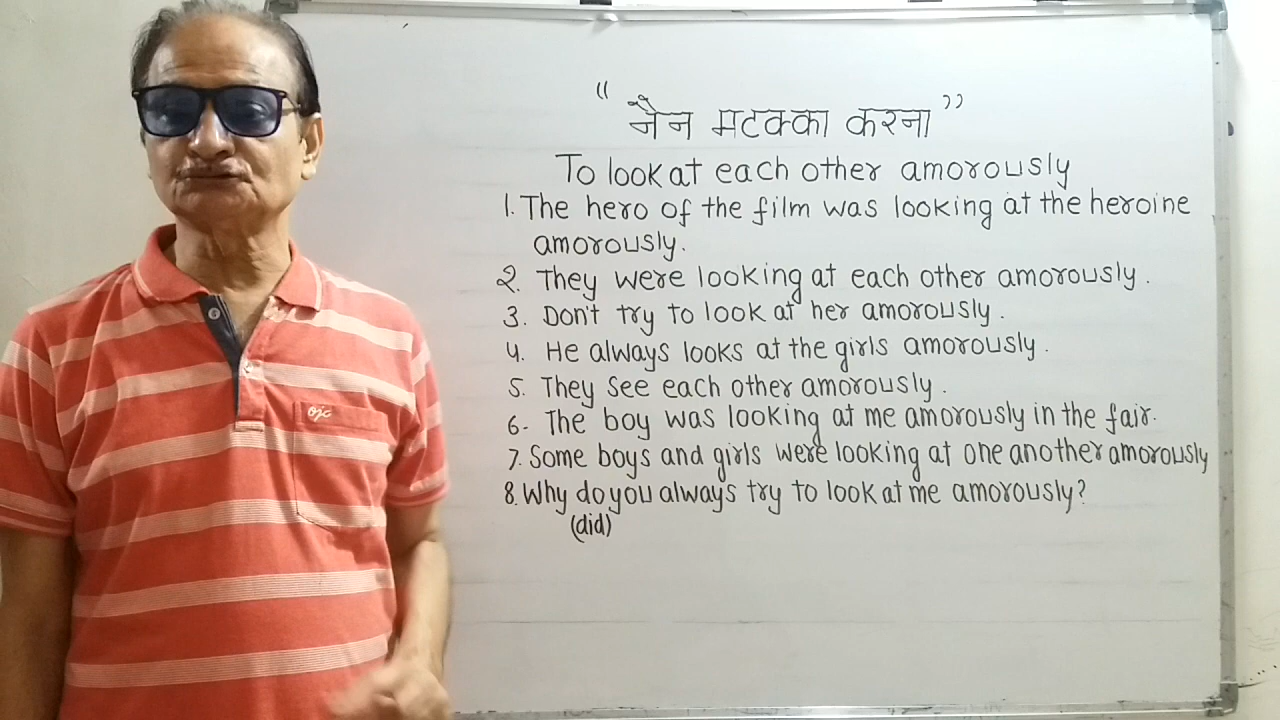 "नैन मटक्का करना"
To look at each other amorously
1. The hero of the film was looking at the heroine
amorously.
2. They were looking at each other amorously.
3. Don't try to look at her amorously.
4. He always looks at the girls amorously.
5. They see each other amorously.
6- The boy was looking at me amorously in the fair.
7. Some boys and girls were looking at one another amorously
8. Why do you always try to look at me amorously?
(did)